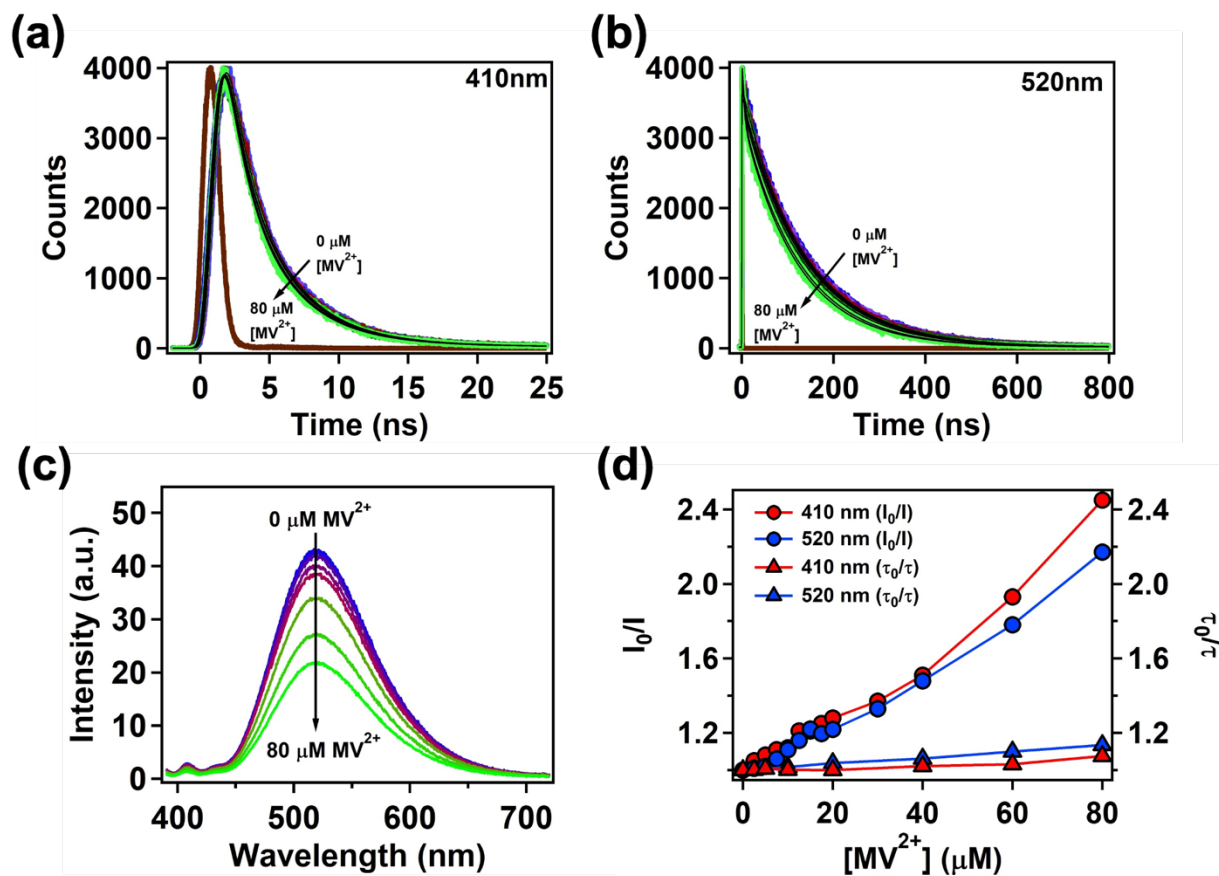 (a)
410nm
4000
3000
2000
1000
0
Counts
0 μM
[MV²⁺]
80 μM
[MV²⁺]
0 5 10 15 20 25
Time (ns)
(b)
520nm
4000
3000
2000
1000
0
Counts
0 μM
[MV²⁺]
80 μM
[MV²⁺]
0 200 400 600 800
Time (ns)
(c)
50
40
30
20
10
0
Intensity (a.u.)
0 μM MV²⁺
80 μM MV²⁺
400 500 600 700
Wavelength (nm)
(d)
2.4
2.0
1.6
1.2
I₀/I
410 nm (I₀/I)
520 nm (I₀/I)
410 nm (τ₀/τ)
520 nm (τ₀/τ)
2.4
2.0
1.6
1.2
τ₀/τ
0 20 40 60 80
[MV²⁺] (μM)